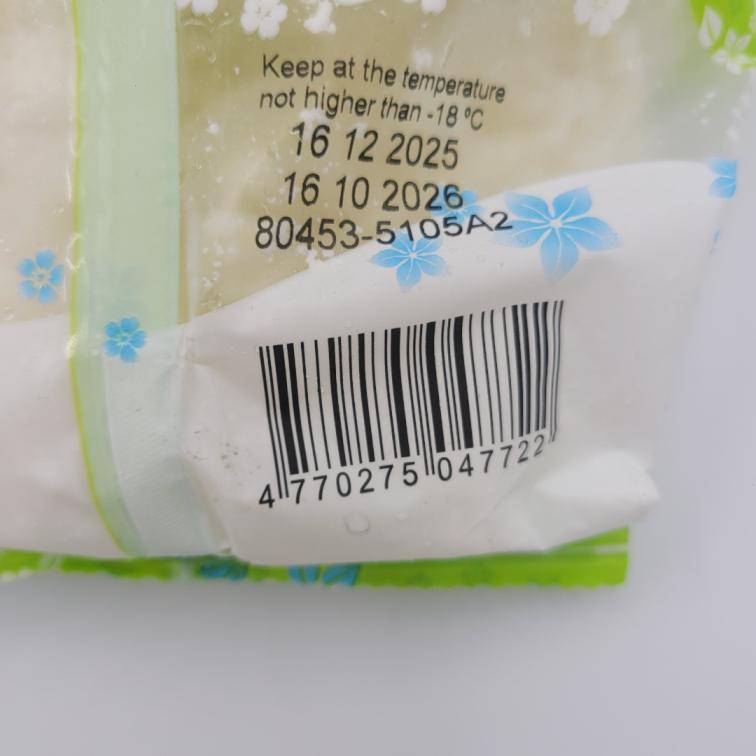 Keep at the temperature
not higher than -18 ºC
16 12 2025
16 10 2026
80453-5105A2
4 770275 047722